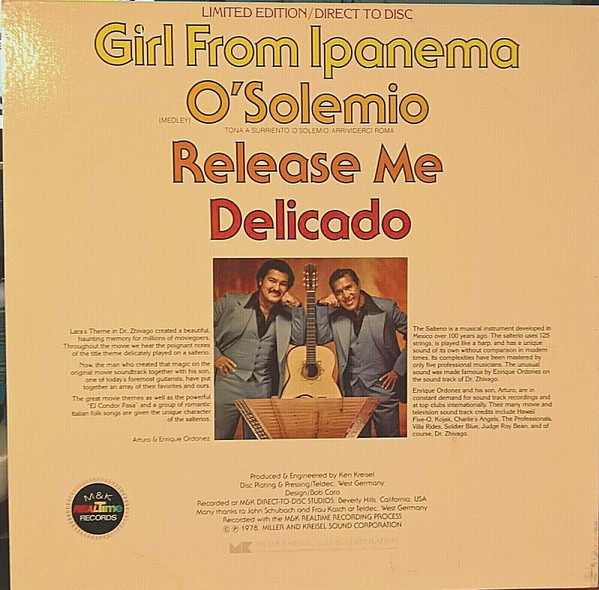 LIMITED EDITION/DIRECT TO DISC
Girl From Ipanema
O'Solemio
(MEDLEY)
TONA A SURRIENTO O'SOLEMIO/ARRIVIDERCI ROMA
Release Me
Delicado
Lara's Theme in Dr. Zhivago created a beautiful,
haunting memory for millions of moviegoers.
Throughout the movie we hear the poignant notes
of the title theme delicately played on a salterio.
Now, the man who created that magic on the
original movie soundtrack together with his son,
one of today's foremost guitarists, have put
together an array of their favorites and ours.
The great movie themes as well as the powerful
"El Condor Pasa" and a group of romantic
Italian folk songs are given the unique character
of the salterios.
Arturo & Enrique Ordonez
The Salterio is a musical instrument developed in
Mexico over 100 years ago. The salterio uses 125
strings, is played like a harp, and has a unique
sound of its own without comparison in modern
times. Its complexities have been mastered by
only five professional musicians. The unusual
sound was made famous by Enrique Ordones on
the sound track of Dr. Zhivago.
Enrique Ordones and his son, Arturo, are in
constant demand for sound track recordings and
at top clubs internationally. Their many movie and
television sound track credits include Hawaii
Five-O, Kojak, Charlie's Angels, The Professionals,
Villa Rides, Soldier Blue, Judge Roy Bean, and of
course, Dr. Zhivago.
Produced & Engineered by Ken Kreisel
Disc Plating & Pressing/Teldec, West Germany
Design/Bob Caro
Recorded at M&K DIRECT-TO-DISC STUDIOS, Beverly Hills, California, USA
Many thanks to John Schubach and Frau Kasch at Teldec, West Germany
Recorded with the M&K REALTIME RECORDING PROCESS
© ℗ 1978, MILLER AND KREISEL SOUND CORPORATION
MK MILLER & KREISEL SOUND CORPORATION
M&K
REALTime
RECORDS